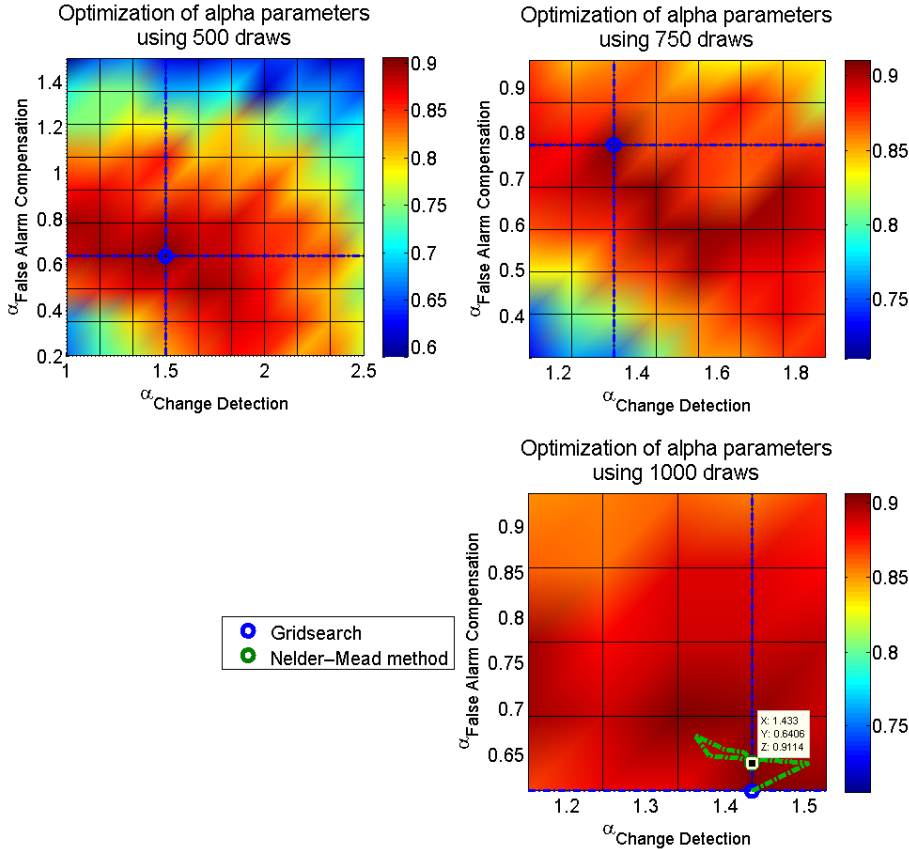 Optimization of alpha parameters
using 500 draws
1.4
1.2
1
0.8
0.6
0.4
0.2
1
1.5
2
2.5
αFalse Alarm Compensation
αChange Detection
0.9
0.85
0.8
0.75
0.7
0.65
0.6
Optimization of alpha parameters
using 750 draws
0.9
0.8
0.7
0.6
0.5
0.4
1.2
1.4
1.6
1.8
αFalse Alarm Compensation
αChange Detection
0.9
0.85
0.8
0.75
Optimization of alpha parameters
using 1000 draws
0.9
0.85
0.8
0.75
0.7
0.65
1.2
1.3
1.4
1.5
αFalse Alarm Compensation
αChange Detection
X: 1.433
Y: 0.6406
Z: 0.9114
0.9
0.85
0.8
0.75
Gridsearch
Nelder–Mead method